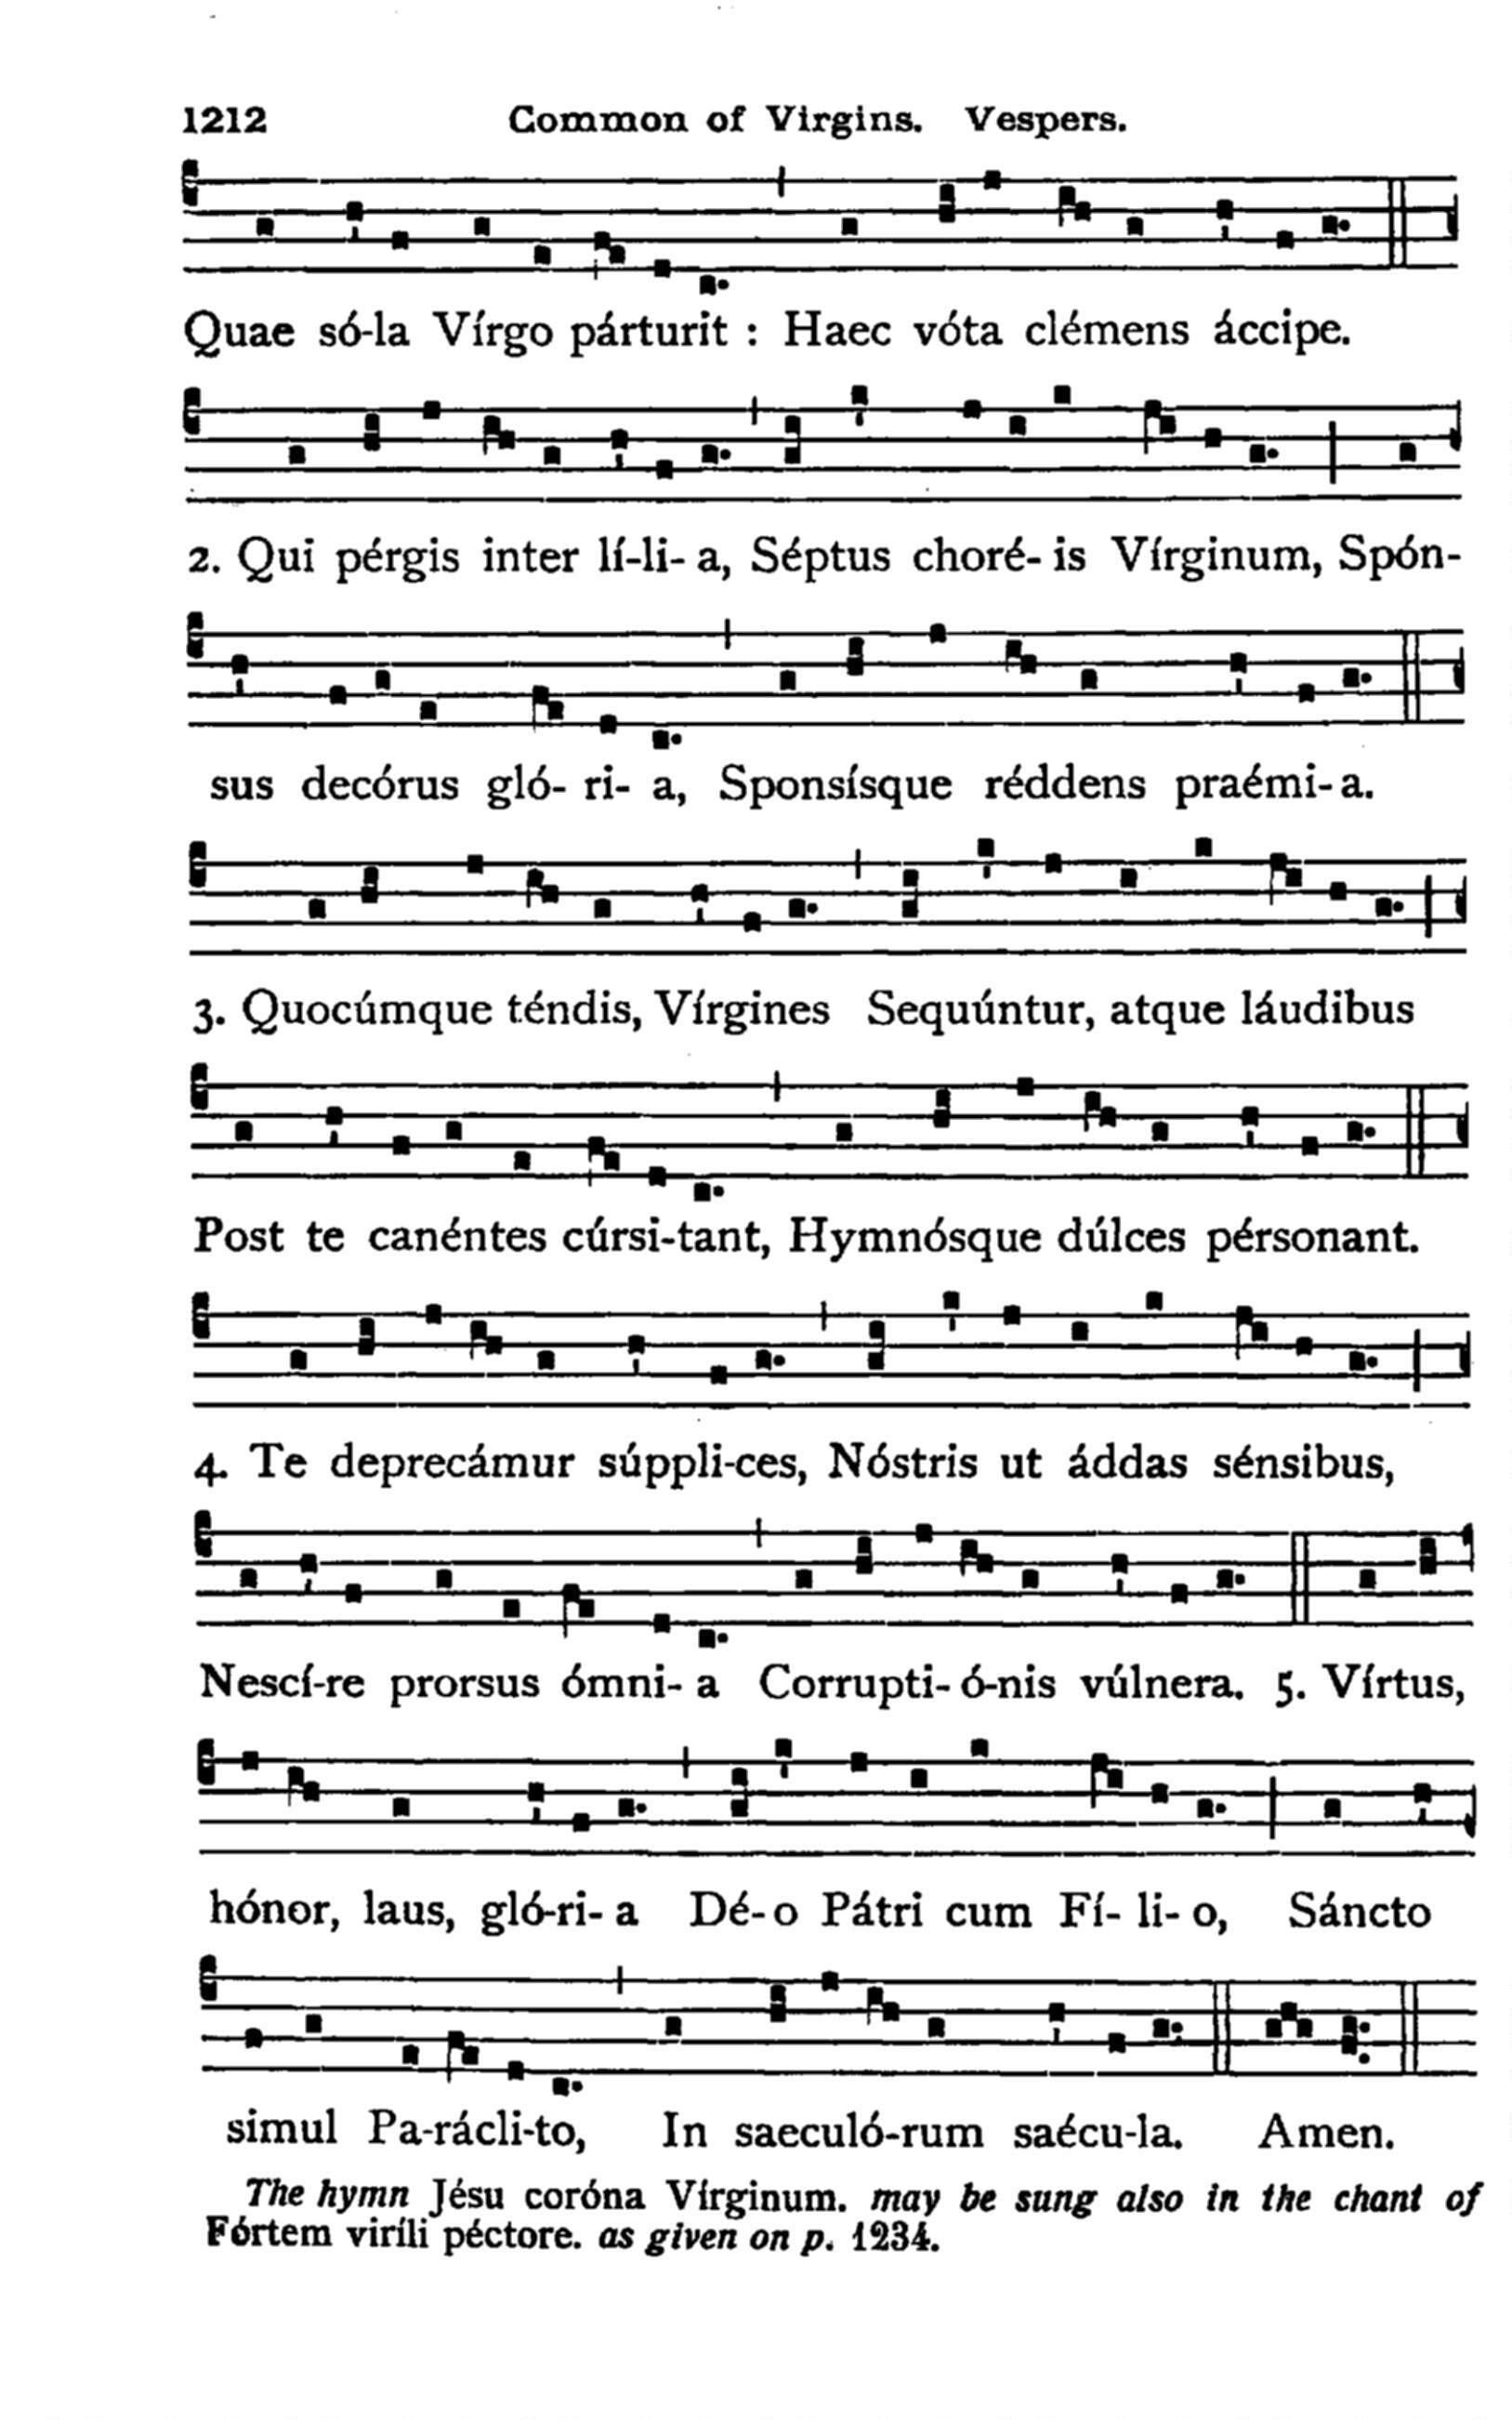 1212 Common of Virgins. Vespers.
Quae só-la Vírgo párturit : Haec vóta clémens áccipe.
2. Qui pérgis inter lí-li- a, Séptus choré- is Vírginum, Spón-
sus decórus gló- ri- a, Sponsísque réddens praémi- a.
3. Quocúmque téndis, Vírgines Sequúntur, atque láudibus
Post te canéntes cúrsi-tant, Hymnósque dúlces pérsonant.
4. Te deprecámur súppli-ces, Nóstris ut áddas sénsibus,
Nescí-re prorsus ómni- a Corrupti- ó-nis vúlnera. 5. Vírtus,
hónor, laus, gló-ri- a Dé- o Pátri cum Fí- li- o, Sáncto
simul Pa-rácli-to, In saeculó-rum saécu-la. Amen.
The hymn Jésu coróna Vírginum. may be sung also in the chant of
Fórtem viríli péctore. as given on p. 1234.